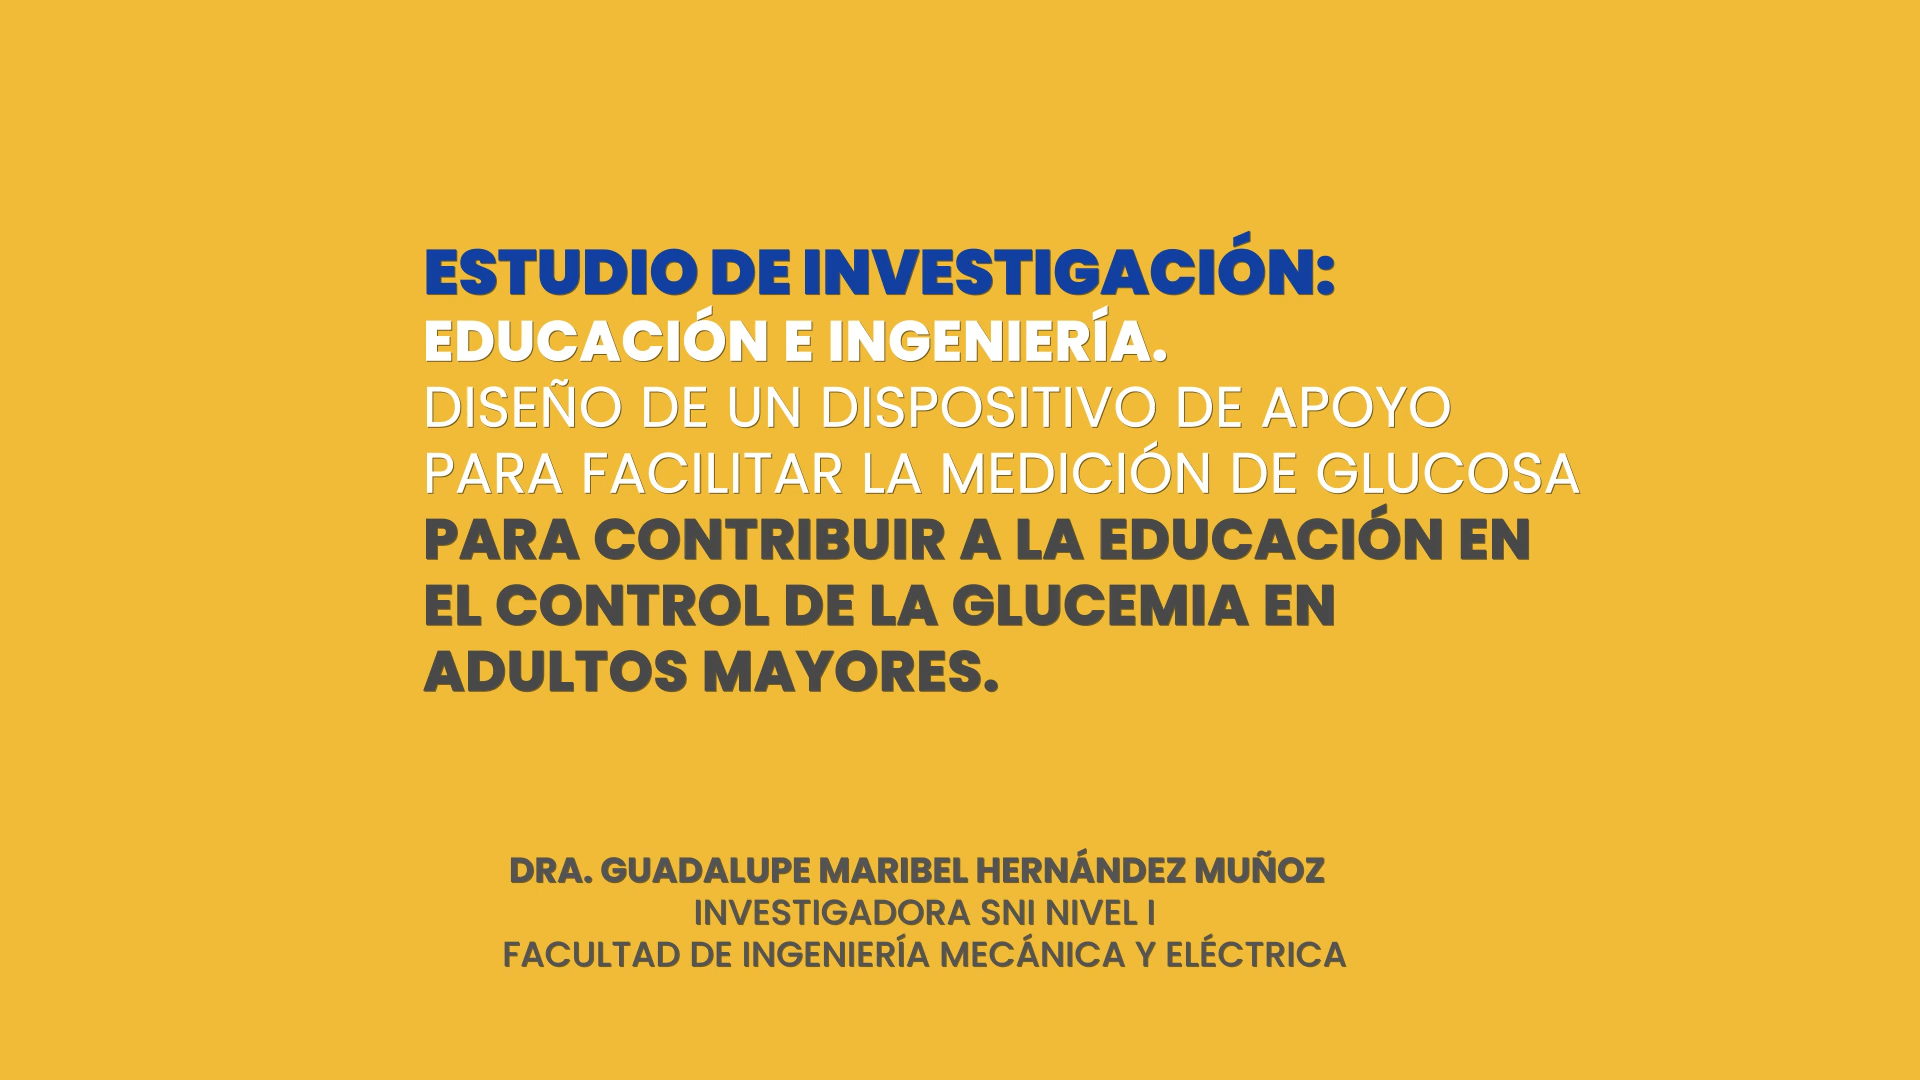 ESTUDIO DE INVESTIGACIÓN:
EDUCACIÓN E INGENIERÍA.
DISEÑO DE UN DISPOSITIVO DE APOYO
PARA FACILITAR LA MEDICIÓN DE GLUCOSA
PARA CONTRIBUIR A LA EDUCACIÓN EN
EL CONTROL DE LA GLUCEMIA EN
ADULTOS MAYORES.
DRA. GUADALUPE MARIBEL HERNÁNDEZ MUÑOZ
INVESTIGADORA SNI NIVEL I
FACULTAD DE INGENIERÍA MECÁNICA Y ELÉCTRICA